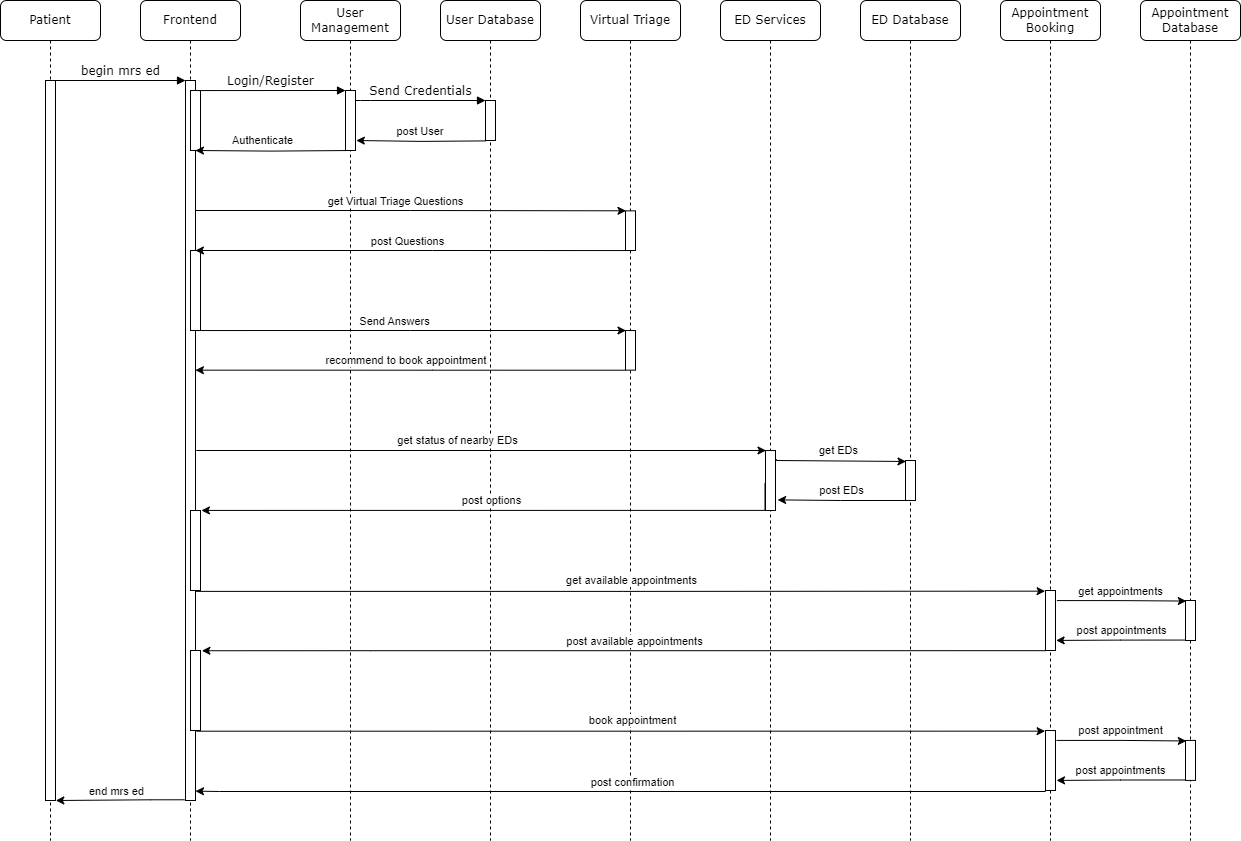 Patient
Frontend
User
Management
User Database
Virtual Triage
ED Services
ED Database
Appointment
Booking
Appointment
Database
begin mrs ed
Login/Register
Send Credentials
post User
Authenticate
get Virtual Triage Questions
post Questions
Send Answers
recommend to book appointment
get status of nearby EDs
get EDs
post EDs
post options
get available appointments
get appointments
post appointments
post available appointments
book appointment
post appointment
post appointments
post confirmation
end mrs ed